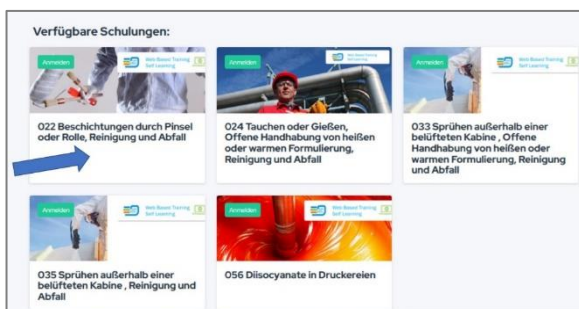 Verfügbare Schulungen:
Anmelden
Web Based Training
Self Learning
022 Beschichtungen durch Pinsel
oder Rolle, Reinigung und Abfall
Anmelden
Web Based Training
Self Learning
024 Tauchen oder Gießen,
Offene Handhabung von heißen
oder warmen Formulierung,
Reinigung und Abfall
Anmelden
Web Based Training
Self Learning
033 Sprühen außerhalb einer
belüfteten Kabine , Offene
Handhabung von heißen oder
warmen Formulierung, Reinigung
und Abfall
Anmelden
Web Based Training
Self Learning
035 Sprühen außerhalb einer
belüfteten Kabine , Reinigung und
Abfall
Anmelden
Web Based Training
Self Learning
056 Diisocyanate in Druckereien